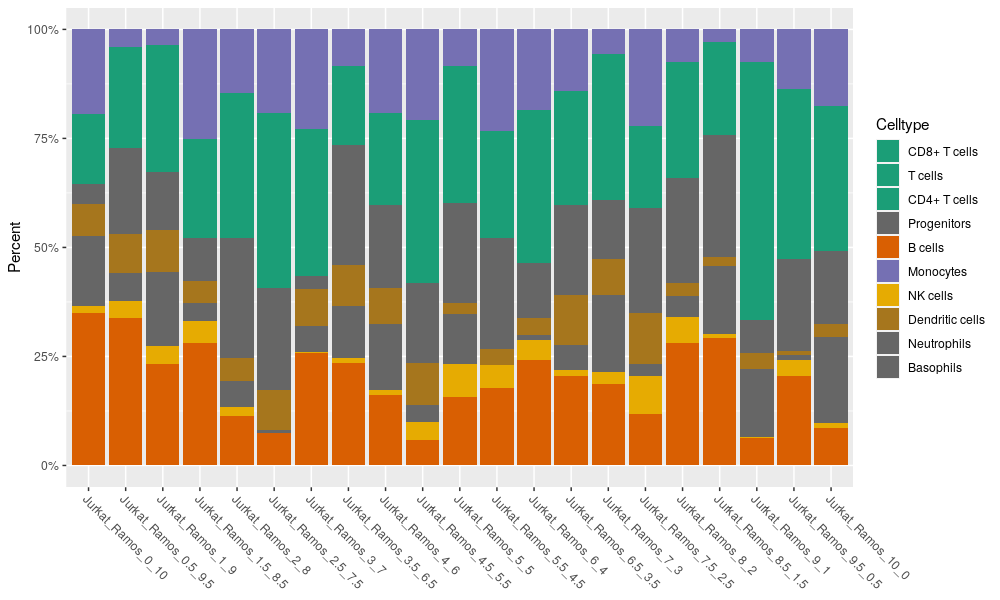 100%
75%
50%
25%
0%
Percent
Jurkat_Ramos_0_10
Jurkat_Ramos_0.5_9.5
Jurkat_Ramos_1_9
Jurkat_Ramos_1.5_8.5
Jurkat_Ramos_2_8
Jurkat_Ramos_2.5_7.5
Jurkat_Ramos_3_7
Jurkat_Ramos_3.5_6.5
Jurkat_Ramos_4_6
Jurkat_Ramos_4.5_5.5
Jurkat_Ramos_5_5
Jurkat_Ramos_5.5_4.5
Jurkat_Ramos_6_4
Jurkat_Ramos_6.5_3.5
Jurkat_Ramos_7_3
Jurkat_Ramos_7.5_2.5
Jurkat_Ramos_8_2
Jurkat_Ramos_8.5_1.5
Jurkat_Ramos_9_1
Jurkat_Ramos_9.5_0.5
Jurkat_Ramos_10_0
Celltype
CD8+ T cells
T cells
CD4+ T cells
Progenitors
B cells
Monocytes
NK cells
Dendritic cells
Neutrophils
Basophils